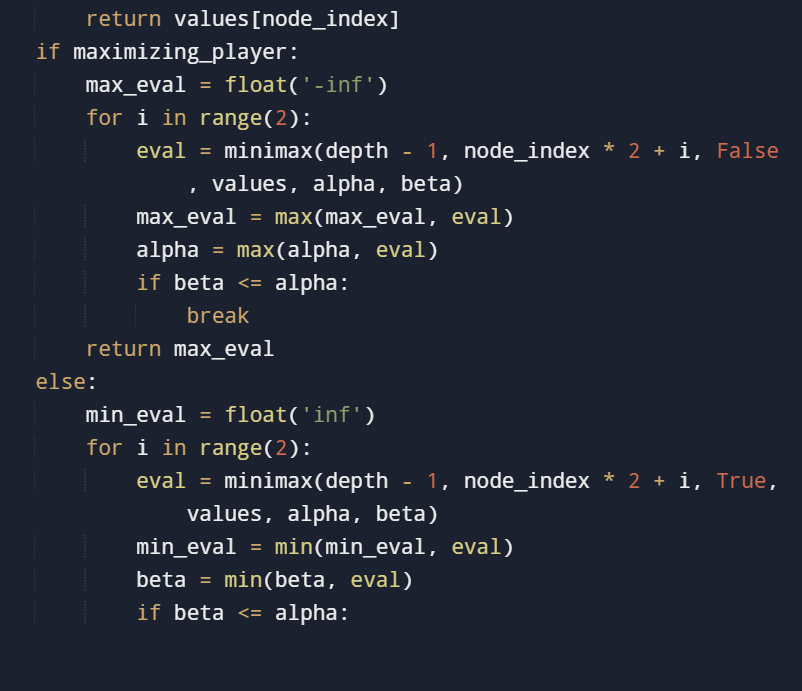 return values[node_index]
if maximizing_player:
max_eval = float('-inf')
for i in range(2):
eval = minimax(depth - 1, node_index * 2 + i, False
, values, alpha, beta)
max_eval = max(max_eval, eval)
alpha = max(alpha, eval)
if beta <= alpha:
break
return max_eval
else:
min_eval = float('inf')
for i in range(2):
eval = minimax(depth - 1, node_index * 2 + i, True,
values, alpha, beta)
min_eval = min(min_eval, eval)
beta = min(beta, eval)
if beta <= alpha: